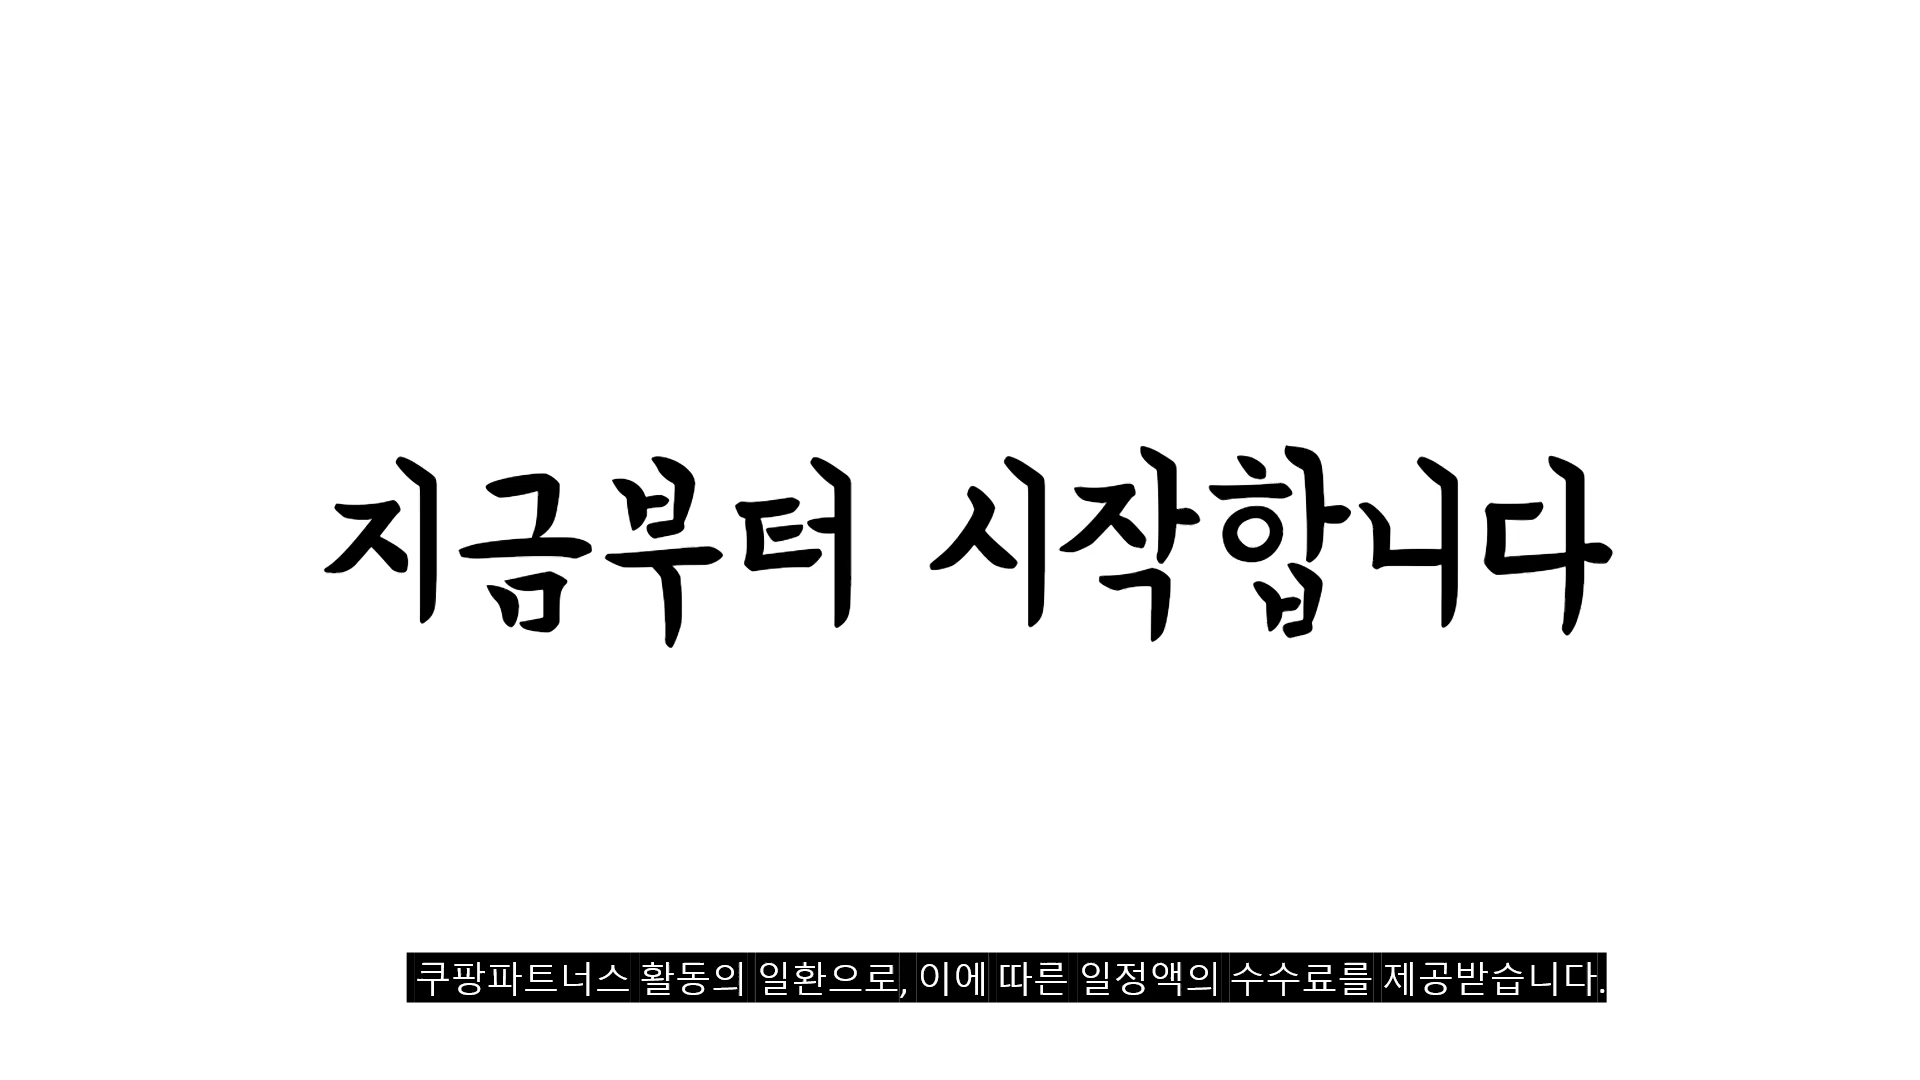 지금부터 시작합니다
쿠팡파트너스 활동의 일환으로, 이에 따른 일정액의 수수료를 제공받습니다.